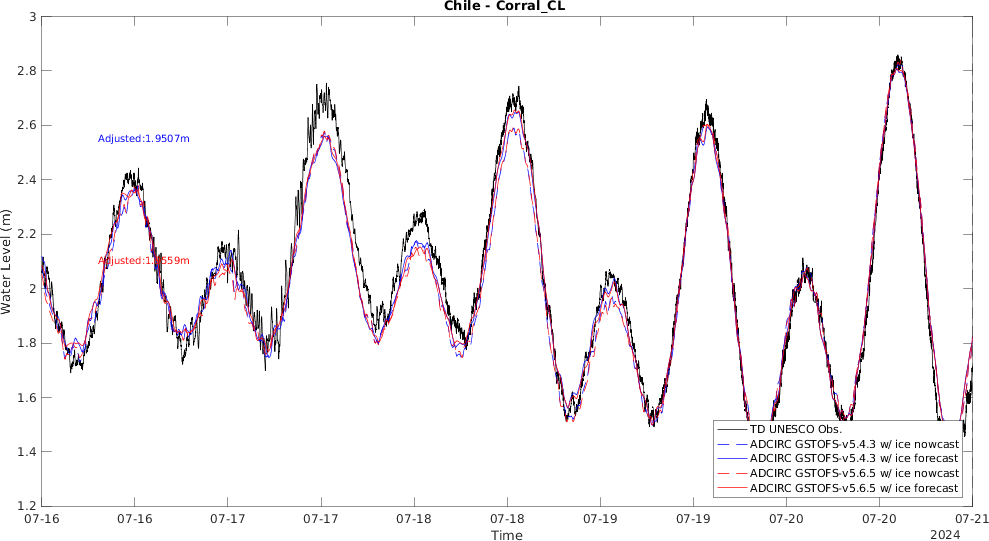 Chile - Corral_CL
Water Level (m)
3
2.8
2.6
2.4
2.2
2
1.8
1.6
1.4
1.2
Adjusted:1.9507m
TD UNESCO Obs.
ADCIRC GSTOFS-v5.4.3 w/ ice nowcast
ADCIRC GSTOFS-v5.4.3 w/ ice forecast
ADCIRC GSTOFS-v5.6.5 w/ ice nowcast
ADCIRC GSTOFS-v5.6.5 w/ ice forecast
07-16 07-16 07-17 07-17 07-18 07-18 07-19 07-19 07-20 07-20 07-21
Time
2024